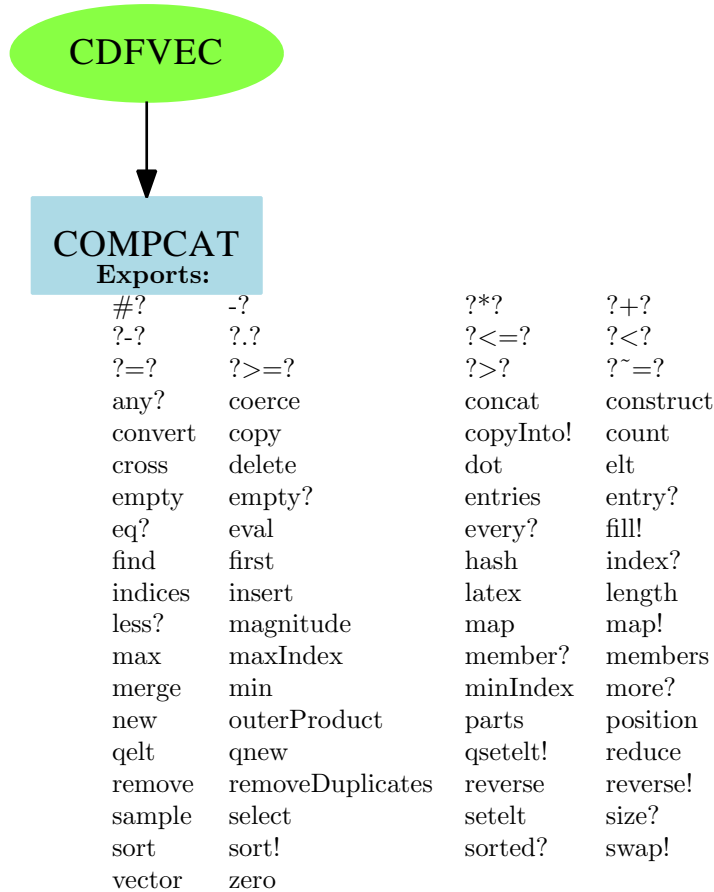 CDFVEC
COMPCAT
Exports:
#? -? ?*? ?+?
?-? ?.? ?<=? ?<?
?=? ?>=? ?>? ?~=?
any? coerce concat construct
convert copy copyInto! count
cross delete dot elt
empty empty? entries entry?
eq? eval every? fill!
find first hash index?
indices insert latex length
less? magnitude map map!
max maxIndex member? members
merge min minIndex more?
new outerProduct parts position
qelt qnew qsetelt! reduce
remove removeDuplicates reverse reverse!
sample select setelt size?
sort sort! sorted? swap!
vector zero